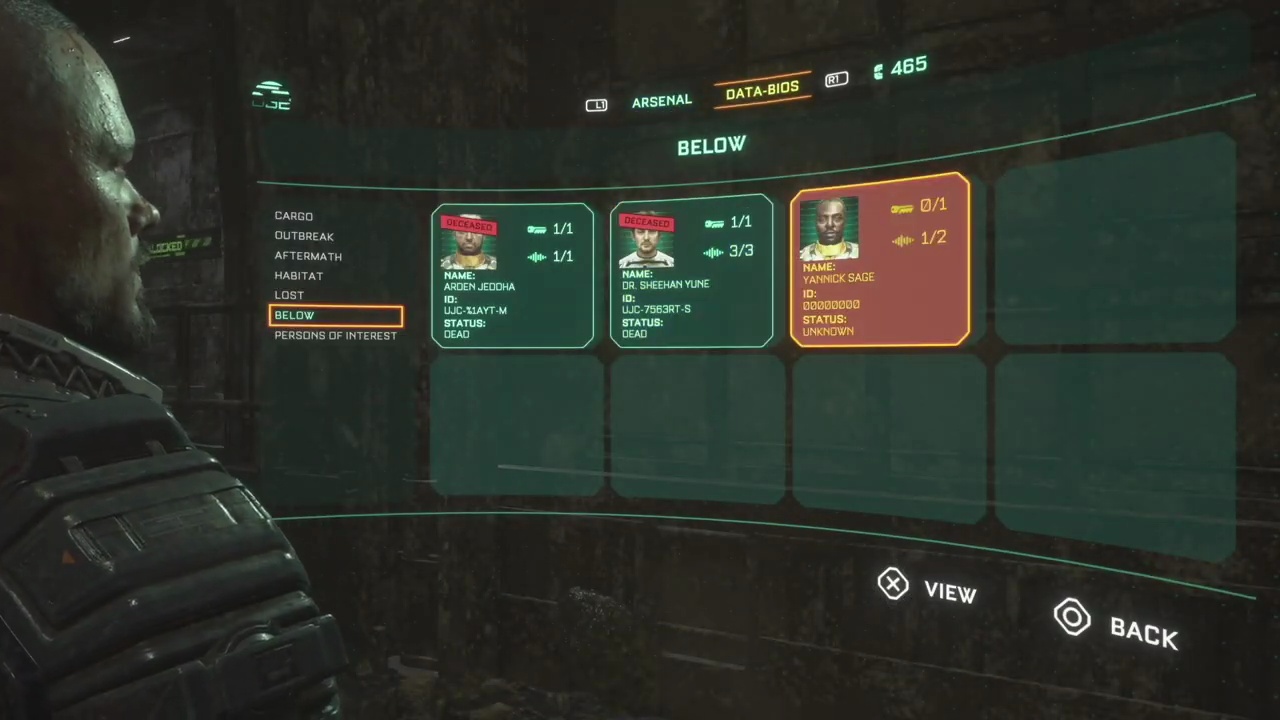 UJC
L1
ARSENAL
DATA-BIOS
R1
465
BELOW
CARGO
OUTBREAK
AFTERMATH
HABITAT
LOST
BELOW
PERSONS OF INTEREST
DECEASED
1/1
1/1
NAME:
ARDEN JEDDHA
ID:
STATUS:
DEAD
DECEASED
1/1
3/3
NAME:
DR. SHEEHAN YUNE
ID:
UJC-7563RT-S
STATUS:
DEAD
0/1
1/2
NAME:
YANNICK SAGE
ID:
00000000
STATUS:
UNKNOWN
LOCKED
VIEW
BACK